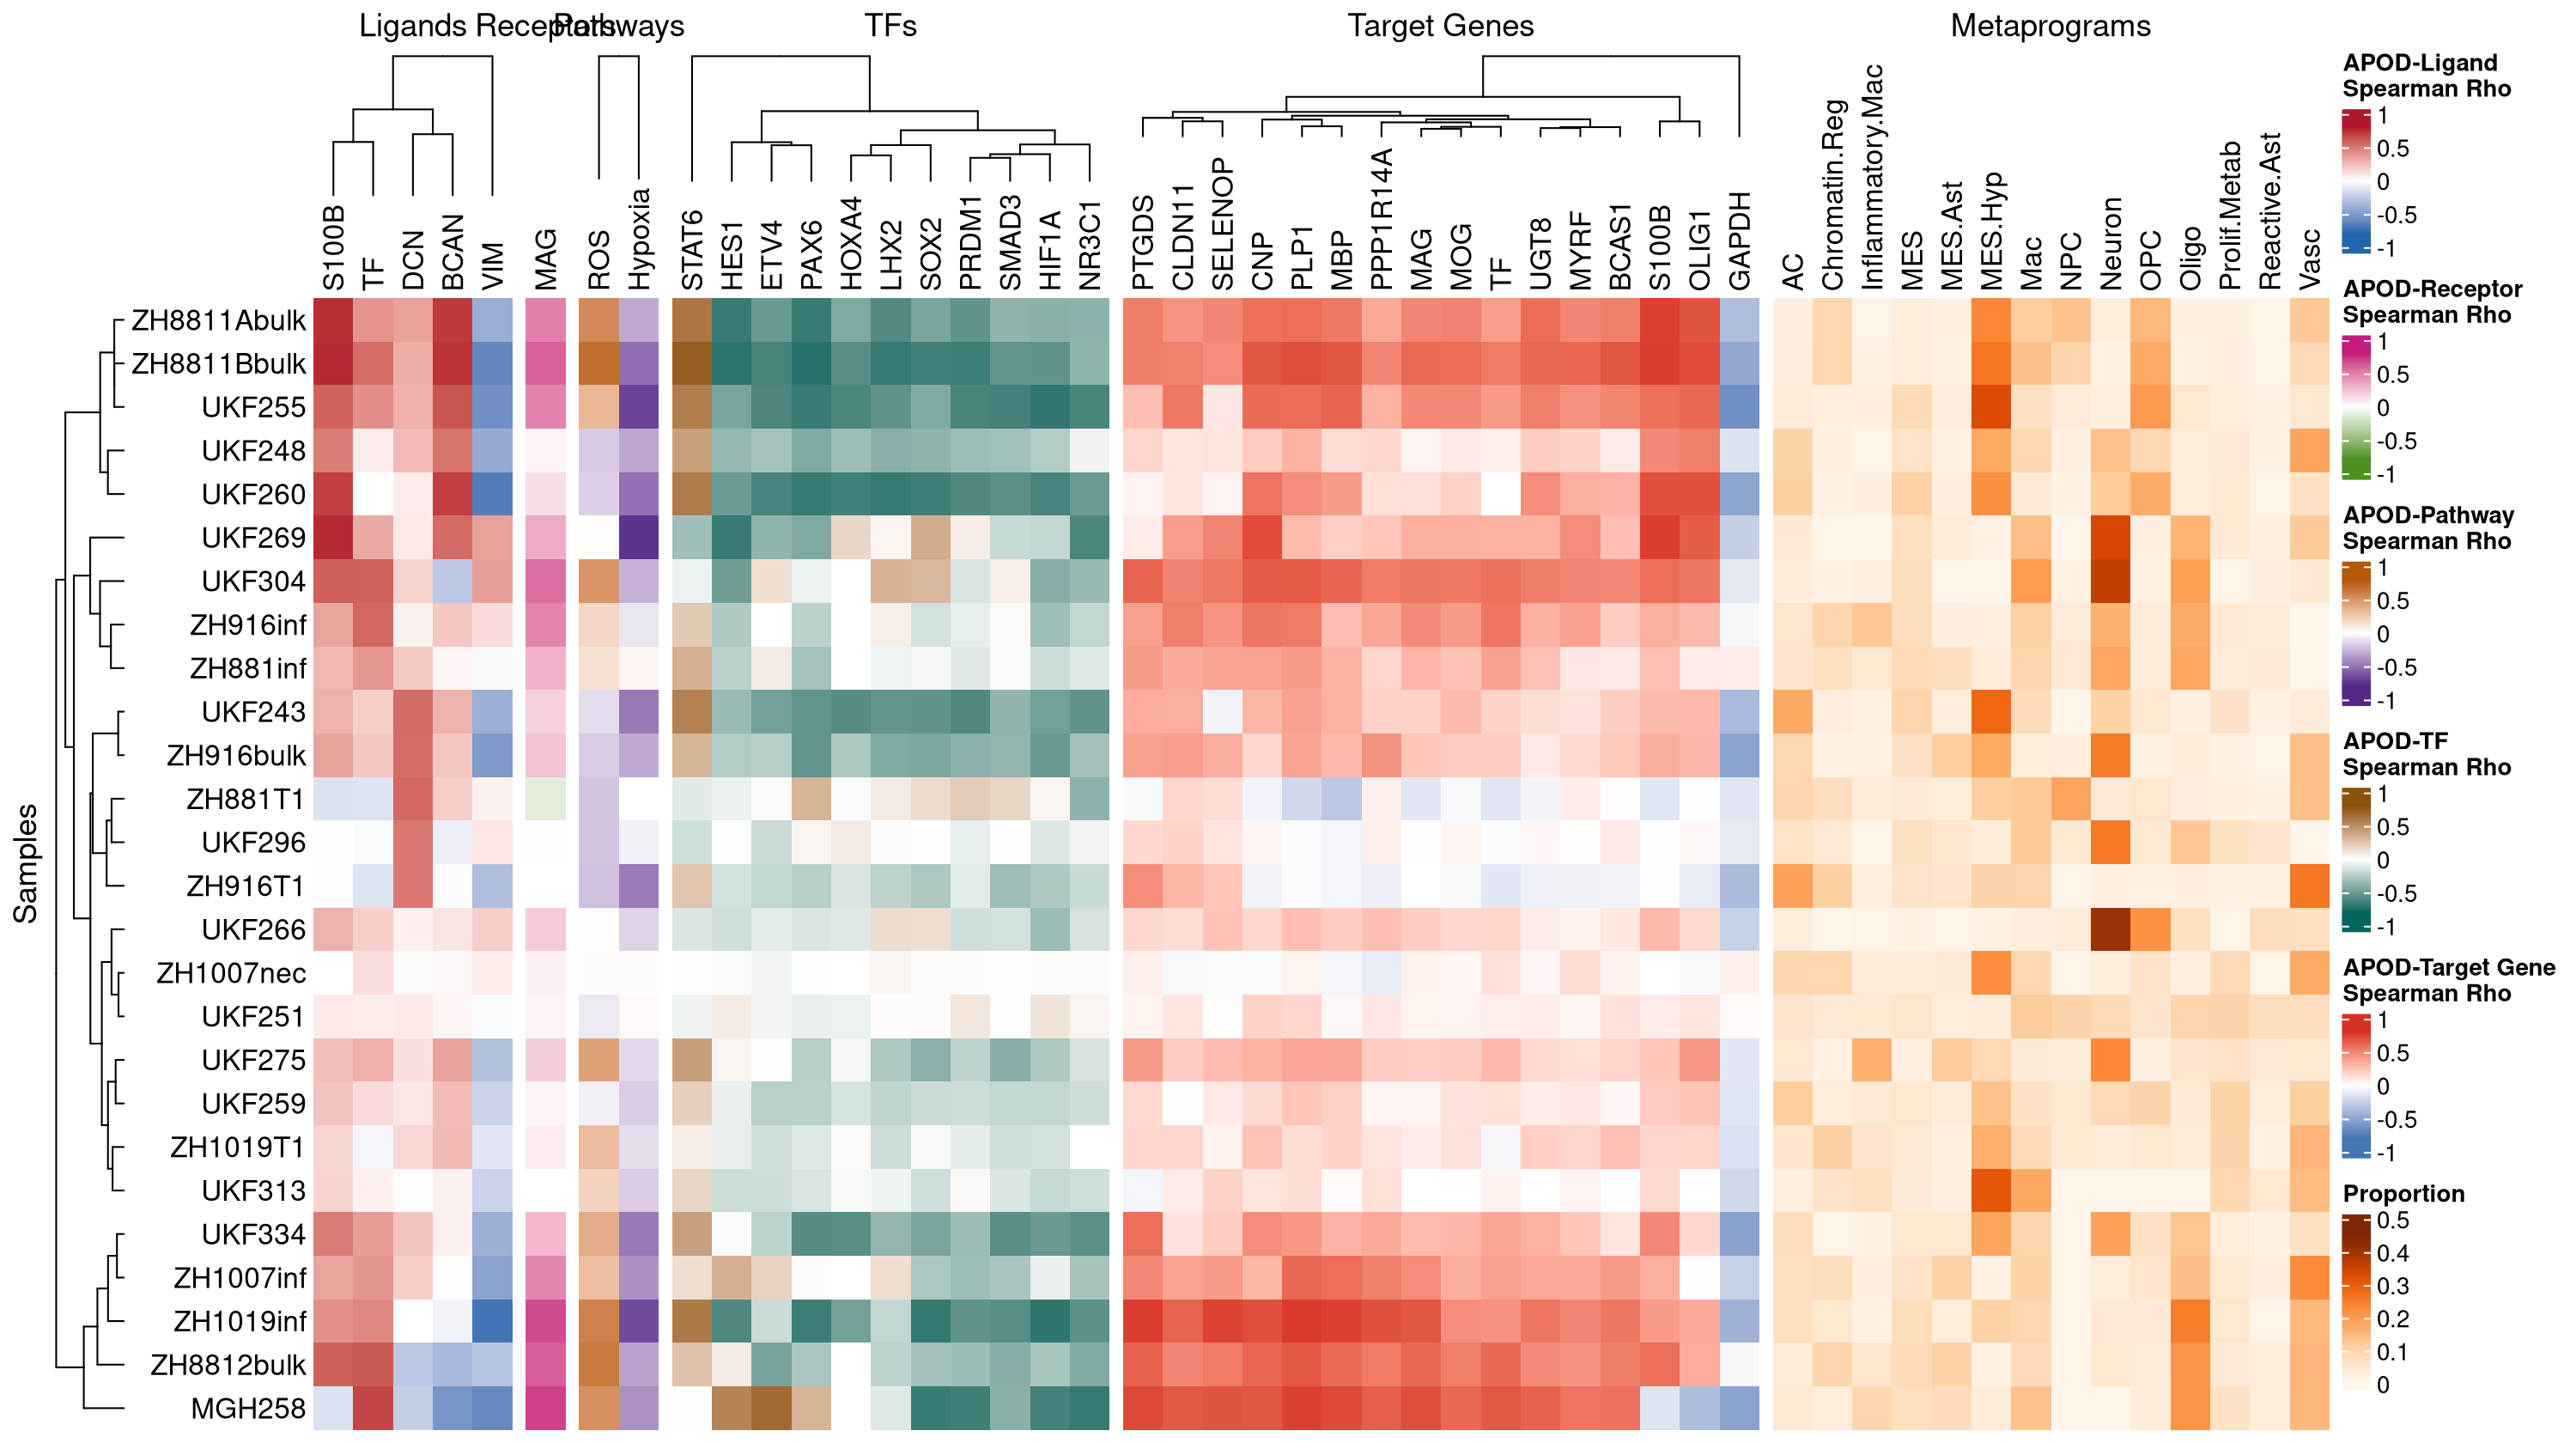 Ligands Receptors Pathways TFs Target Genes Metaprograms
S100B TF DCN BCAN VIM MAG ROS Hypoxia STAT6 HES1 ETV4 PAX6 HOXA4 LHX2 SOX2 PRDM1 SMAD3 HIF1A NR3C1 PTGDS CLDN11 SELENOP CNP PLP1 MBP PPP1R14A MAG MOG TF UGT8 MYRF BCAS1 S100B OLIG1 GAPDH AC Chromatin.Reg Inflammatory.Mac MES MES.Ast MES.Hyp Mac NPC Neuron OPC Oligo Prolif.Metab Reactive.Ast Vasc
Samples
ZH8811Abulk
ZH8811Bbulk
UKF255
UKF248
UKF260
UKF269
UKF304
ZH916inf
ZH881inf
UKF243
ZH916bulk
ZH881T1
UKF296
ZH916T1
UKF266
ZH1007nec
UKF251
UKF275
UKF259
ZH1019T1
UKF313
UKF334
ZH1007inf
ZH1019inf
ZH8812bulk
MGH258
APOD-Ligand
Spearman Rho
1
0.5
0
-0.5
-1
APOD-Receptor
Spearman Rho
1
0.5
0
-0.5
-1
APOD-Pathway
Spearman Rho
1
0.5
0
-0.5
-1
APOD-TF
Spearman Rho
1
0.5
0
-0.5
-1
APOD-Target Gene
Spearman Rho
1
0.5
0
-0.5
-1
Proportion
0.5
0.4
0.3
0.2
0.1
0